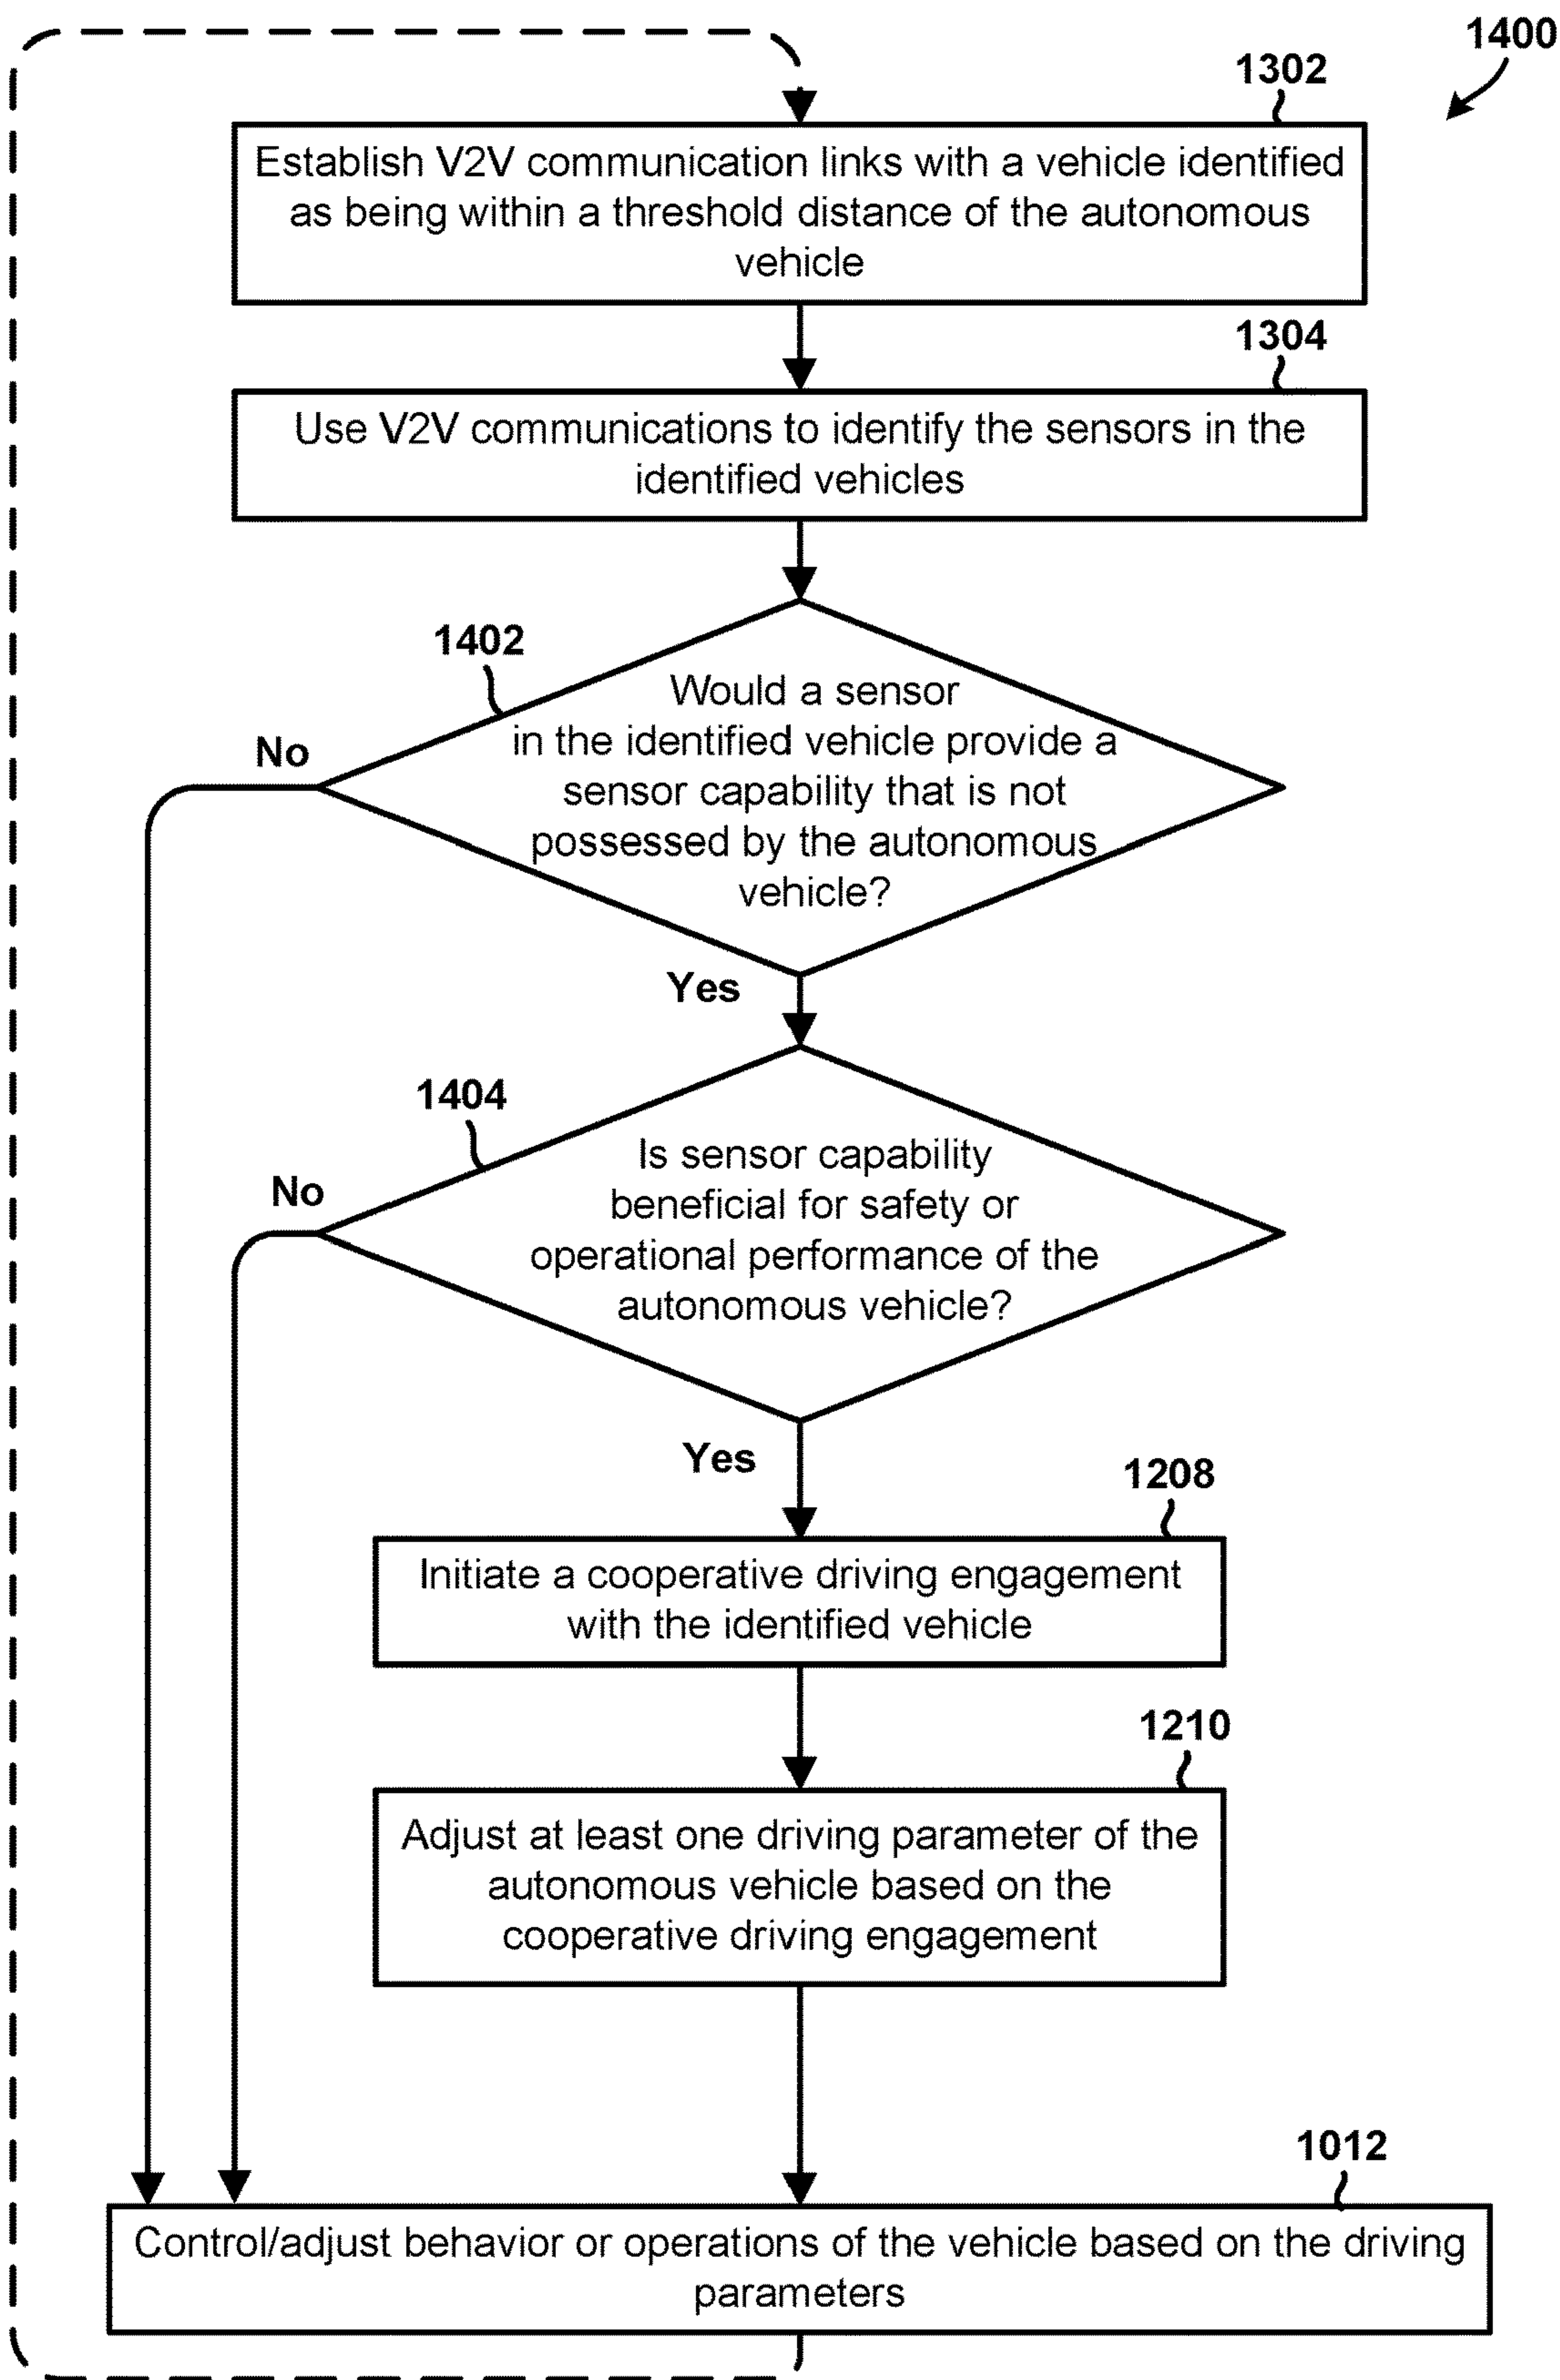 1400
1302
Establish V2V communication links with a vehicle identified
as being within a threshold distance of the autonomous
vehicle
1304
Use V2V communications to identify the sensors in the
identified vehicles
1402
Would a sensor
in the identified vehicle provide a
sensor capability that is not
possessed by the autonomous
vehicle?
No
Yes
1404
Is sensor capability
beneficial for safety or
operational performance of the
autonomous vehicle?
No
Yes
1208
Initiate a cooperative driving engagement
with the identified vehicle
1210
Adjust at least one driving parameter of the
autonomous vehicle based on the
cooperative driving engagement
1012
Control/adjust behavior or operations of the vehicle based on the driving
parameters